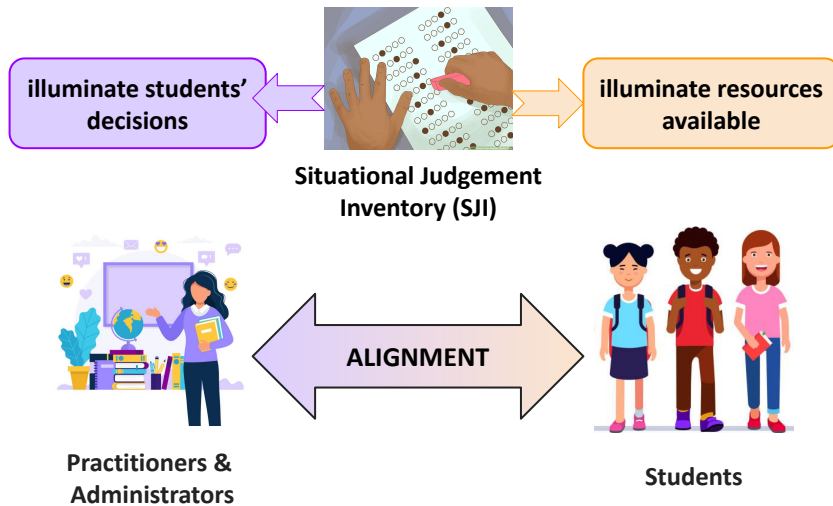 illuminate students’
decisions
illuminate resources
available
Situational Judgement
Inventory (SJI)
ALIGNMENT
Practitioners &
Administrators
Students